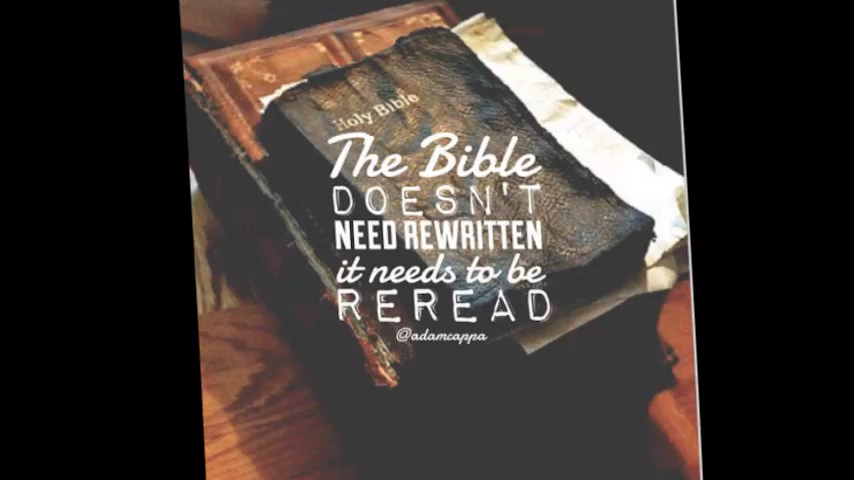 Holy Bible
The Bible
DOESN'T
NEED REWRITTEN
it needs to be
REREAD
@adamcappa